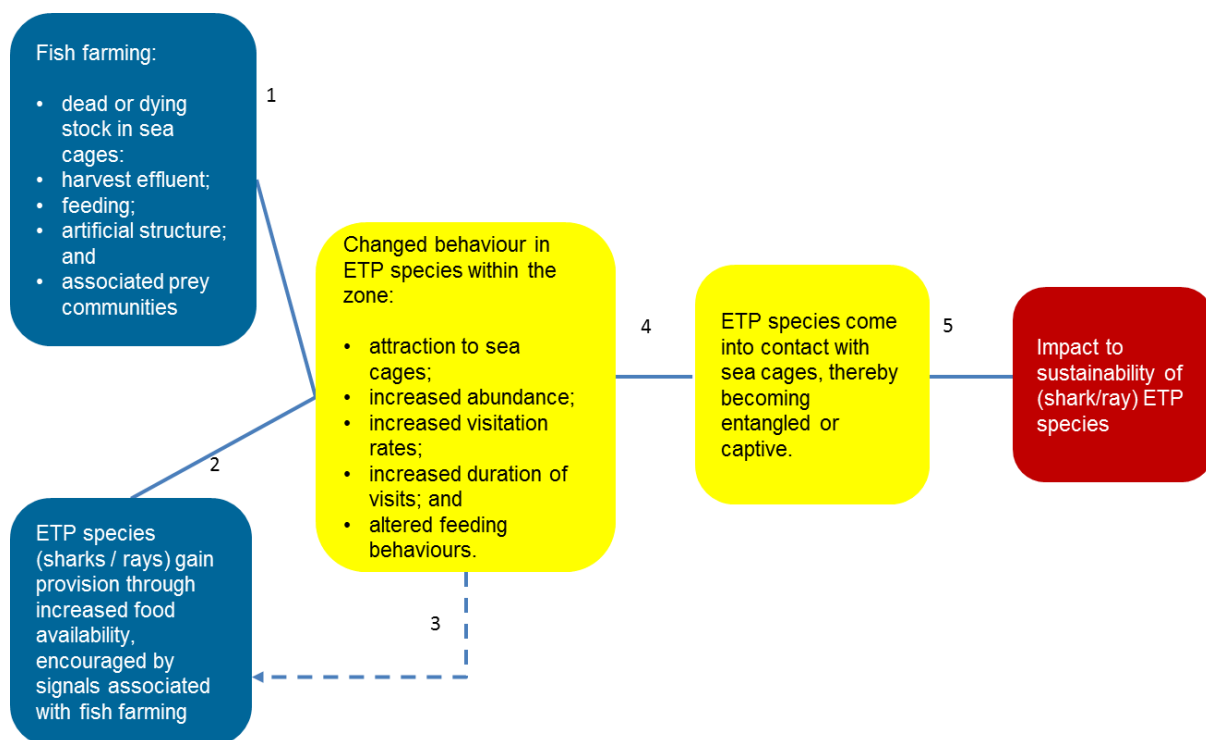 Fish farming:
• dead or dying
stock in sea
cages:
• harvest effluent;
• feeding;
• artificial structure;
and
• associated prey
communities
1
2
ETP species
(sharks / rays) gain
provision through
increased food
availability,
encouraged by
signals associated
with fish farming
Changed behaviour in
ETP species within the
zone:
• attraction to sea
cages;
• increased abundance;
• increased visitation
rates;
• increased duration of
visits; and
• altered feeding
behaviours.
3
4
ETP species come
into contact with
sea cages, thereby
becoming
entangled or
captive.
5
Impact to
sustainability of
(shark/ray) ETP
species